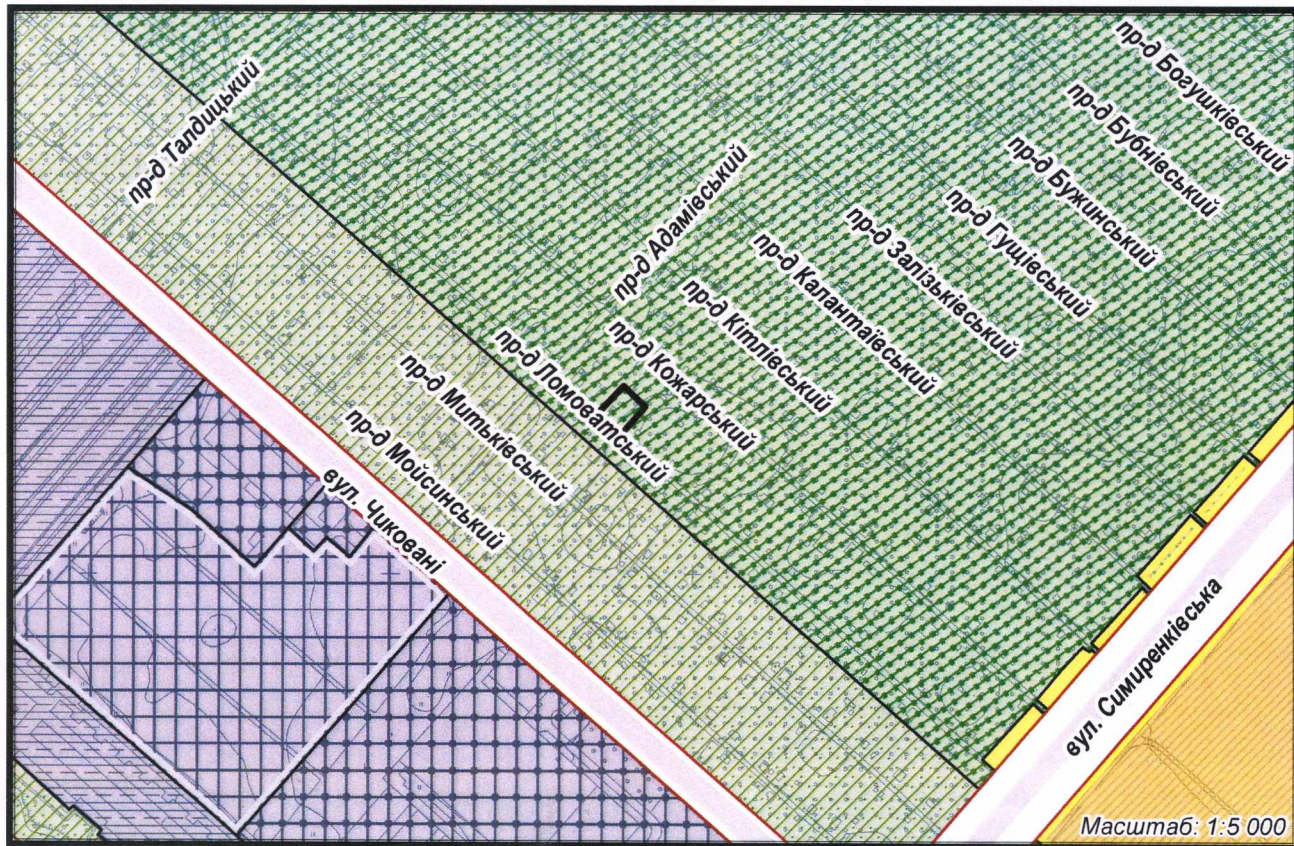 пр-д Богушківський
пр-д Бубнівський
пр-д Бужинський
пр-д Гущівський
пр-д Залізьківський
пр-д Калантаївський
пр-д Кітлівський
пр-д Кожарський
пр-д Адамівський
пр-д Талдицький
пр-д Ломоватський
пр-д Митьківський
пр-д Мойсинський
вул. Чиковані
вул. Симиренківська
Масштаб: 1:5 000